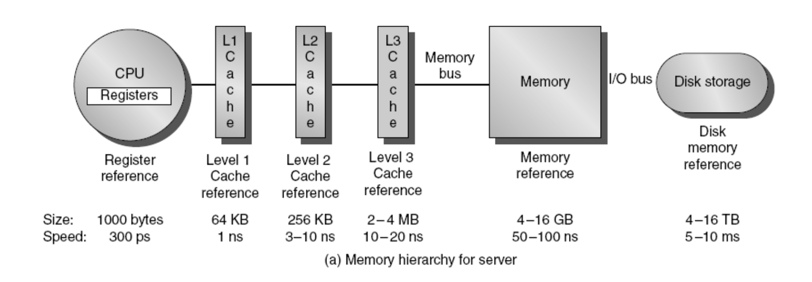 CPU
Registers
L1
C
a
c
h
e
L2
C
a
c
h
e
L3
C
a
c
h
e
Memory
bus
Memory
I/O bus
Disk storage
Register
reference
Level 1
Cache
reference
Level 2
Cache
reference
Level 3
Cache
reference
Memory
reference
Disk
memory
reference
Size: 1000 bytes 64 KB 256 KB 2–4 MB 4–16 GB 4–16 TB
Speed: 300 ps 1 ns 3–10 ns 10–20 ns 50–100 ns 5–10 ms
(a) Memory hierarchy for server